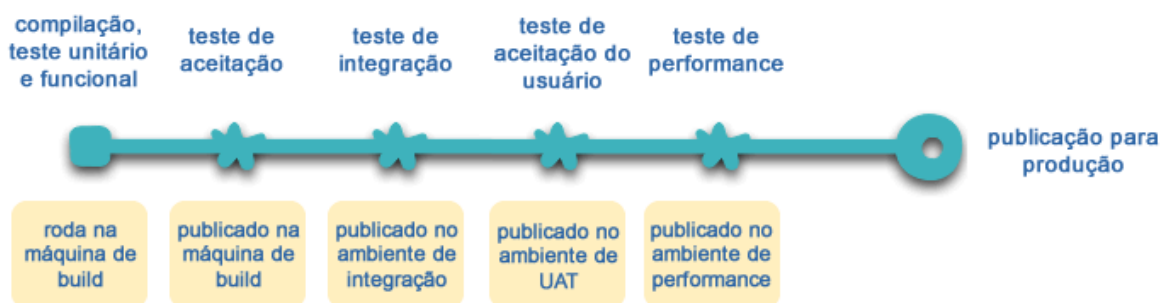 compilação,
teste unitário
e funcional
teste de
aceitação
teste de
integração
teste de
aceitação do
usuário
teste de
performance
publicação para
produção
roda na
máquina de
build
publicado na
máquina de
build
publicado no
ambiente de
integração
publicado no
ambiente de
UAT
publicado no
ambiente de
performance